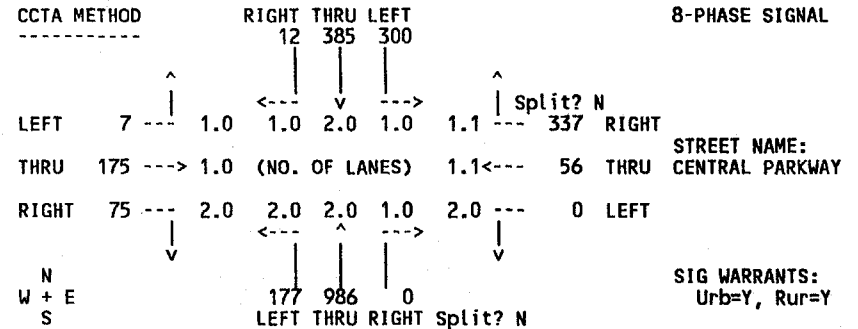 CCTA METHOD RIGHT THRU LEFT 8-PHASE SIGNAL
----------- 12 385 300
^ ^
<--- v ---> Split? N
LEFT 7 --- 1.0 1.0 2.0 1.0 1.1 --- 337 RIGHT
STREET NAME:
THRU 175 ---> 1.0 (NO. OF LANES) 1.1<--- 56 THRU CENTRAL PARKWAY
RIGHT 75 --- 2.0 2.0 2.0 1.0 2.0 --- 0 LEFT
<--- ^ --->
v v
N SIG WARRANTS:
W + E 177 986 0 Urb=Y, Rur=Y
S LEFT THRU RIGHT Split? N